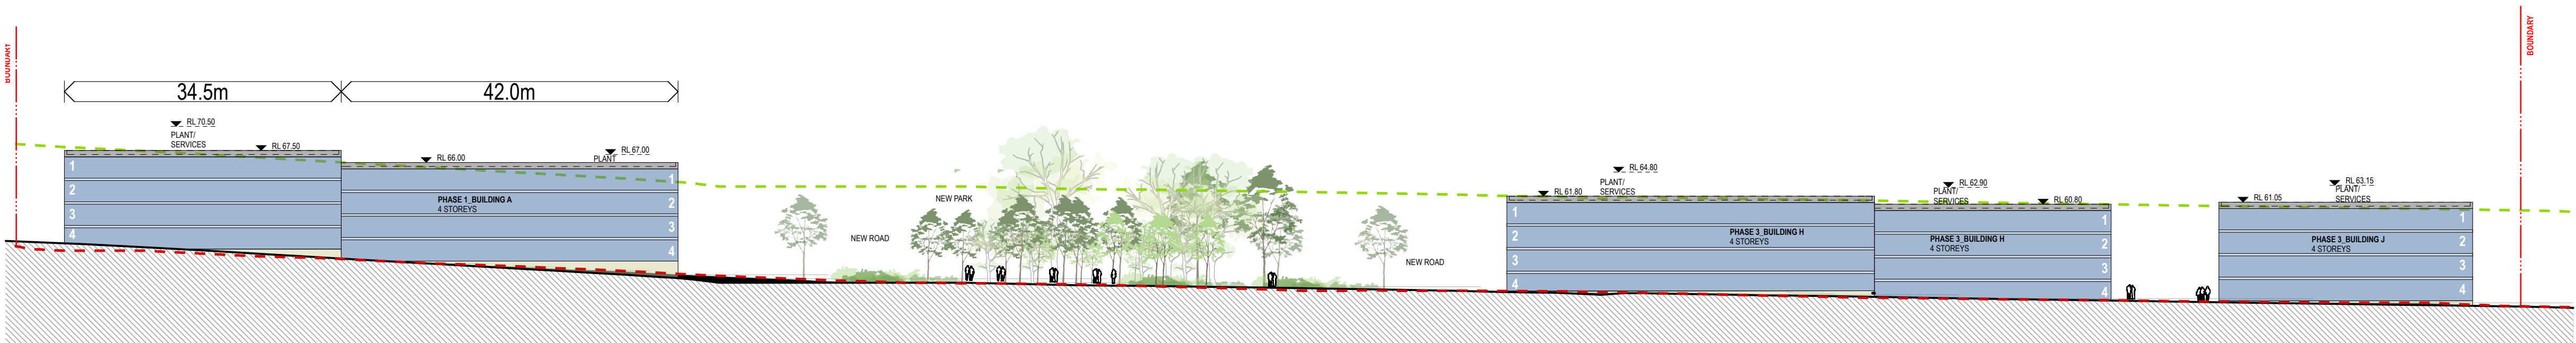 BOUNDARY
34.5m
42.0m
RL 70.50
PLANT/
SERVICES
RL 67.50
RL 66.00
RL 67.00
PLANT
1
2
3
4
PHASE 1_BUILDING A
4 STOREYS
1
2
3
4
NEW ROAD
NEW PARK
NEW ROAD
RL 61.80
RL 64.80
PLANT/
SERVICES
1
2
3
4
PHASE 3_BUILDING H
4 STOREYS
RL 62.90
PLANT/
SERVICES
RL 60.80
PHASE 3_BUILDING H
4 STOREYS
1
2
3
4
RL 61.05
RL 63.15
PLANT/
SERVICES
PHASE 3_BUILDING J
4 STOREYS
1
2
3
4
BOUNDARY